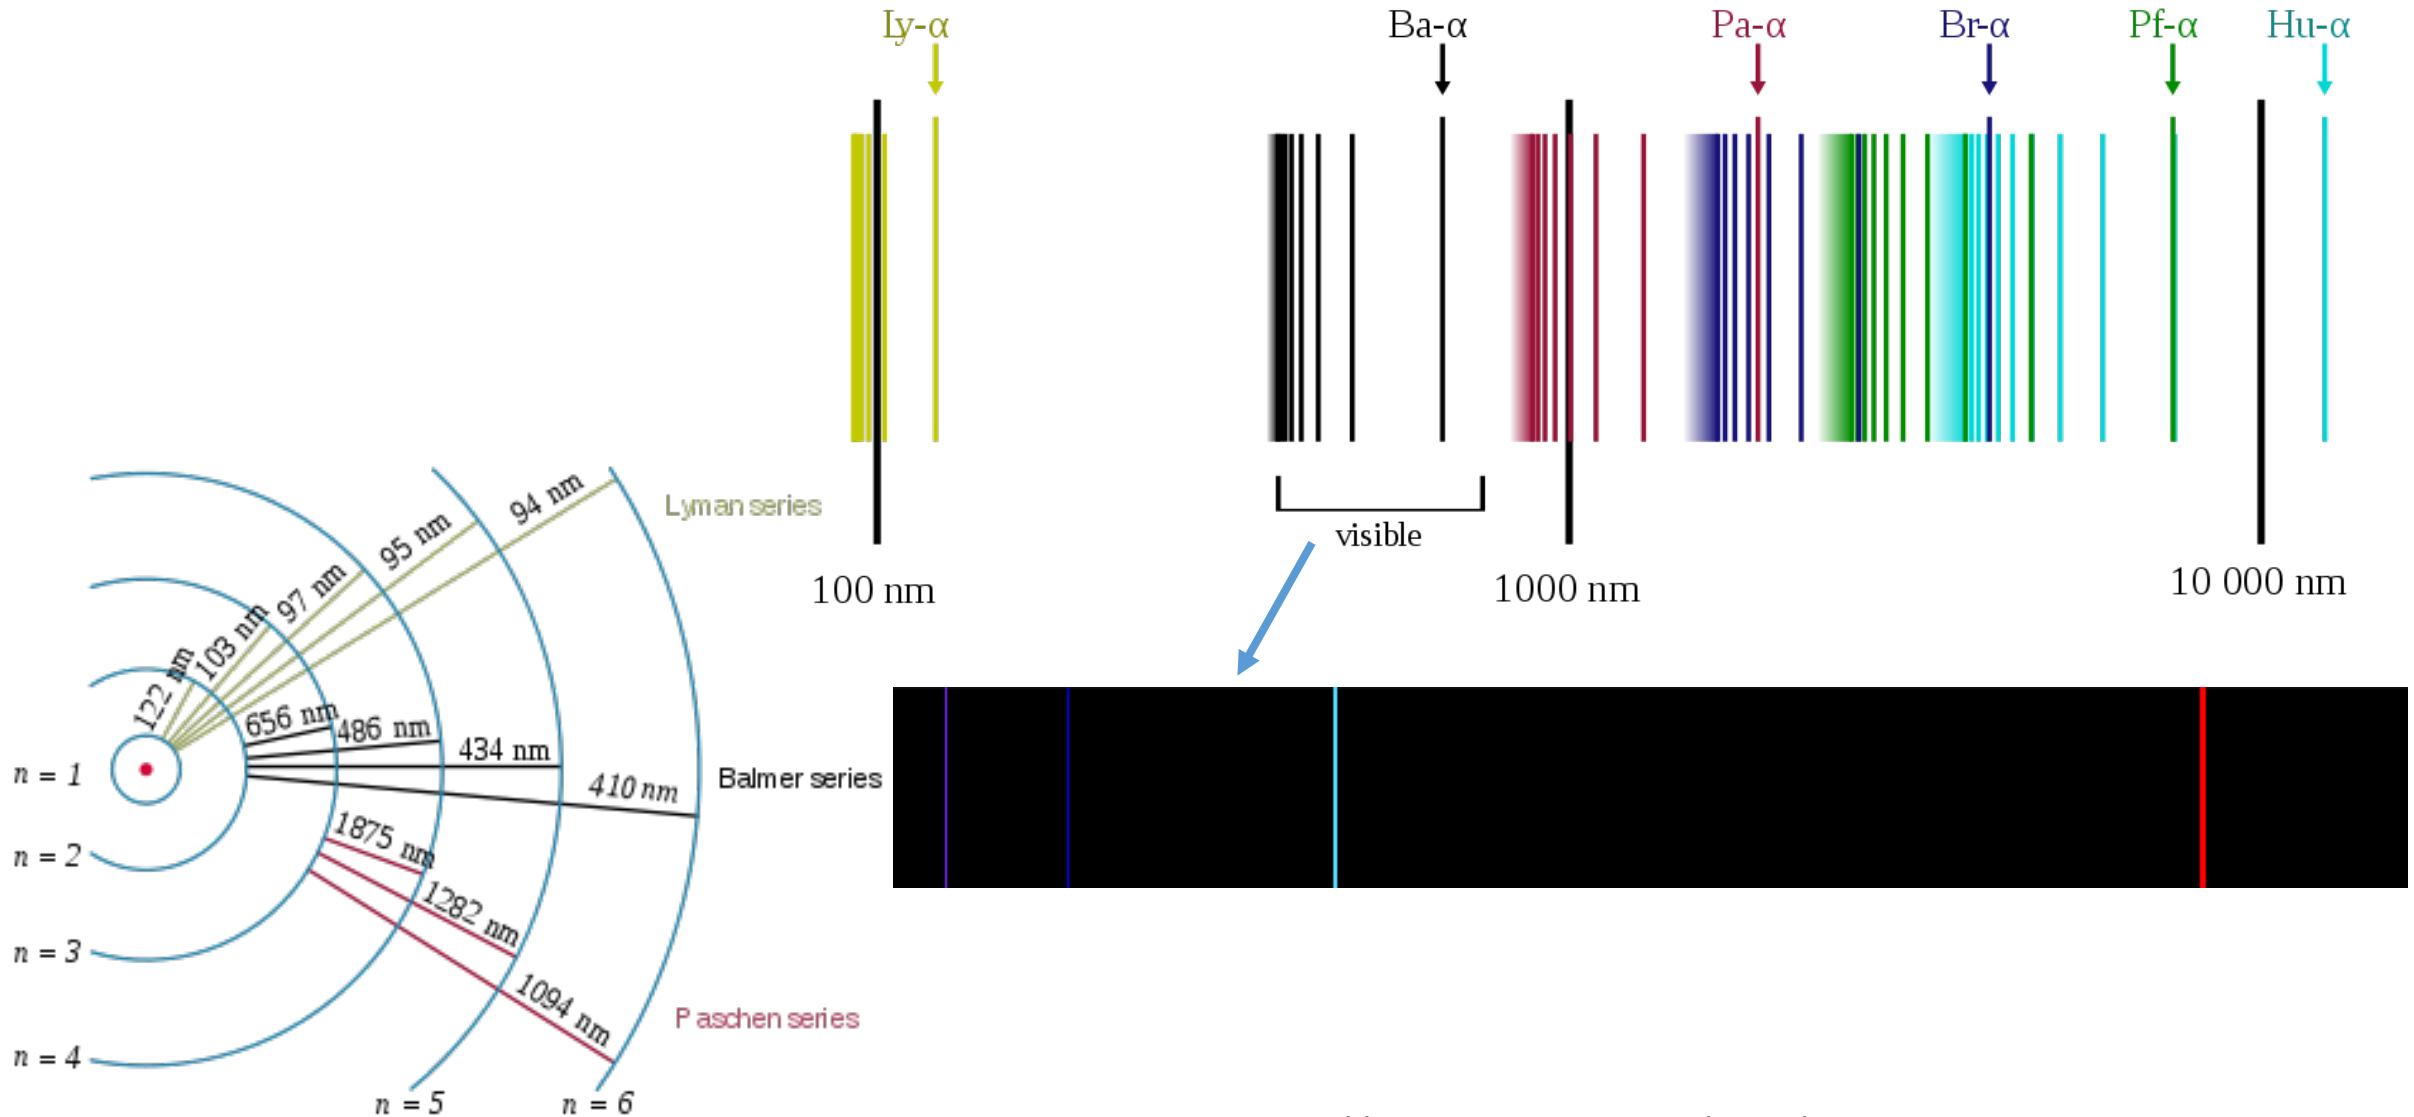 Ly-α
Ba-α
Pa-α
Br-α
Pf-α
Hu-α
visible
100 nm
1000 nm
10 000 nm
94 nm
95 nm
97 nm
103 nm
122 nm
Lyman series
656 nm
486 nm
434 nm
410 nm
Balmer series
1875 nm
1282 nm
1094 nm
Paschen series
n = 1
n = 2
n = 3
n = 4
n = 5
n = 6